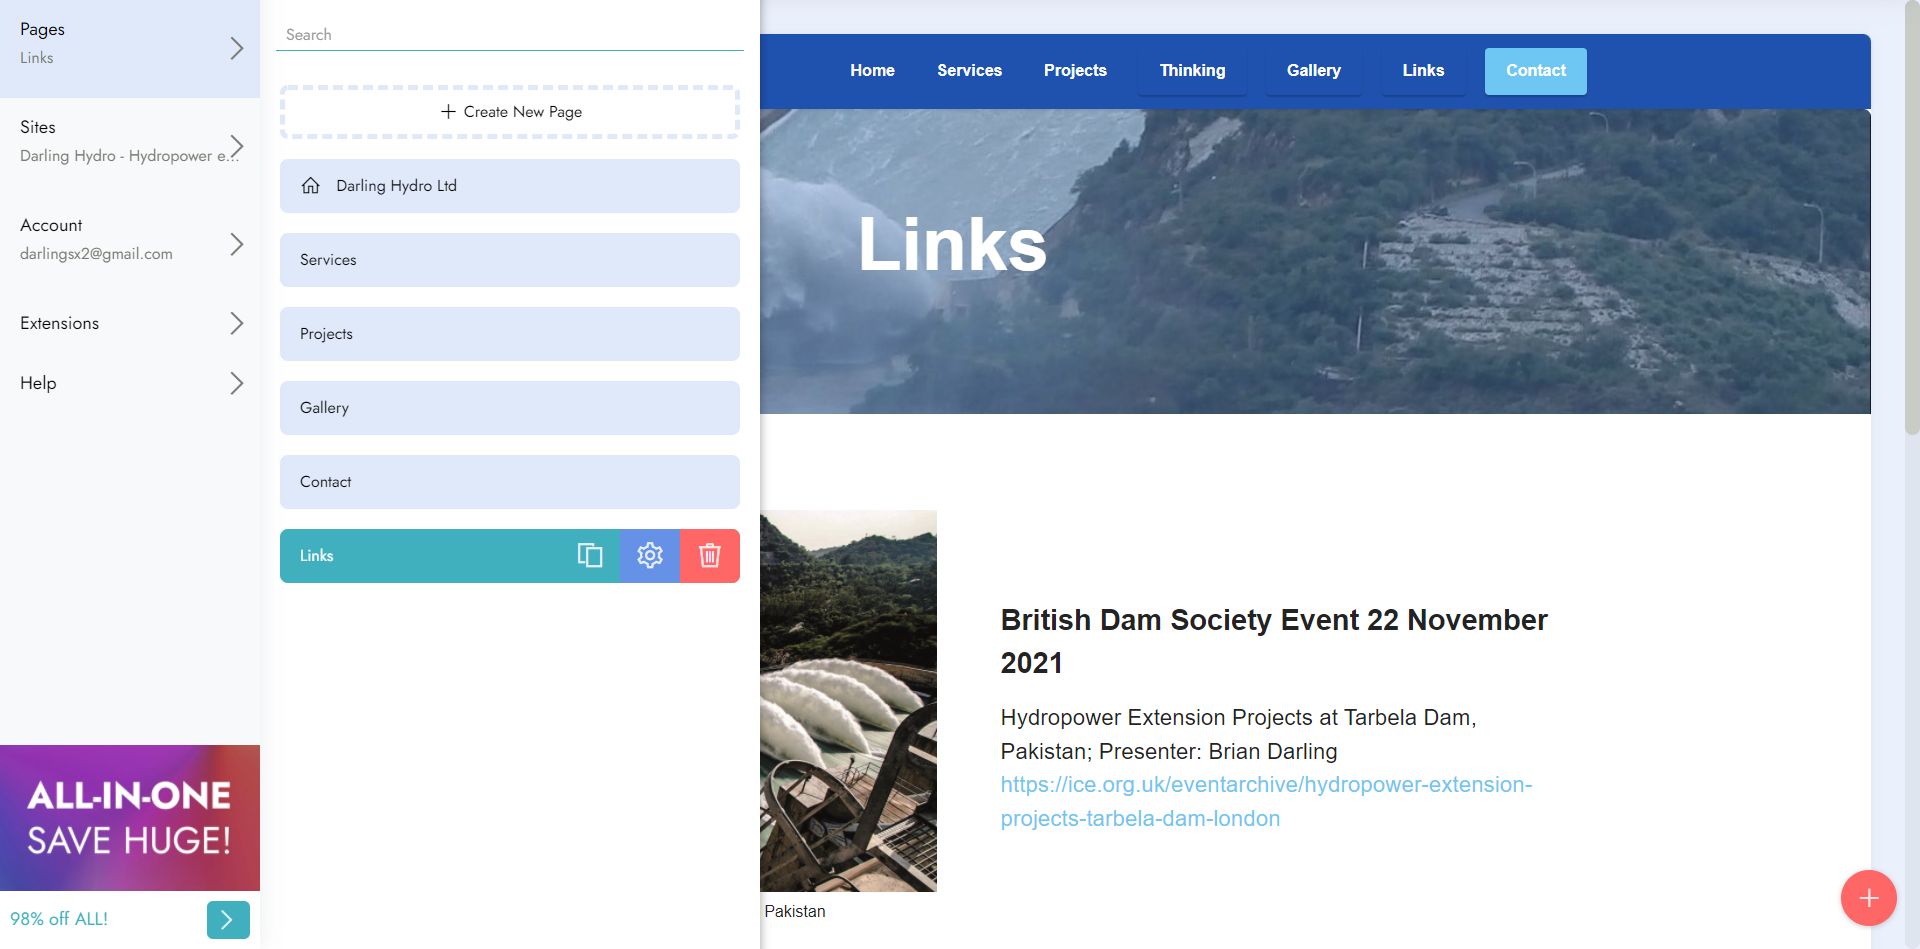 Pages
Links
Sites
Darling Hydro - Hydropower e...
Account
darlingsx2@gmail.com
Extensions
Help
ALL-IN-ONE
SAVE HUGE!
98% off ALL!
Search
Create New Page
Darling Hydro Ltd
Services
Projects
Gallery
Contact
Links
Home Services Projects Thinking Gallery Links Contact
Links
British Dam Society Event 22 November
2021
Hydropower Extension Projects at Tarbela Dam,
Pakistan; Presenter: Brian Darling
https://ice.org.uk/eventarchive/hydropower-extension-
projects-tarbela-dam-london
Pakistan